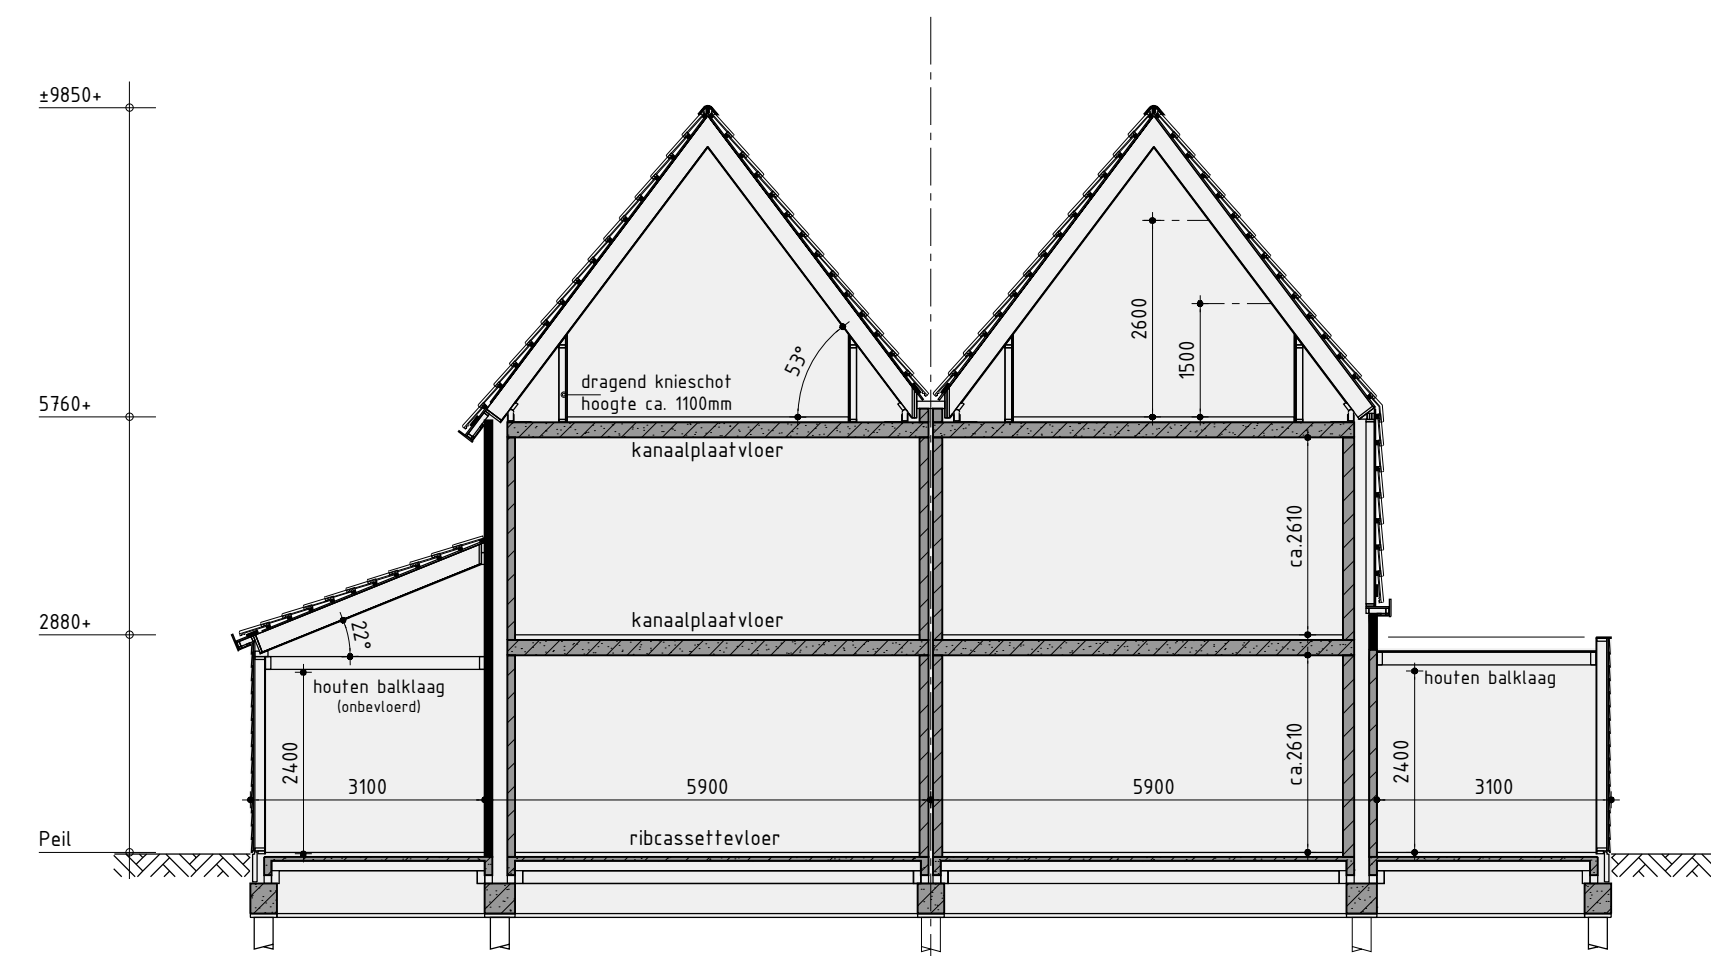 ±9850+
2600
1500
53°
dragend knieschot
hoogte ca. 1100mm
5760+
kanaalplaatvloer
ca.2610
kanaalplaatvloer
2880+
22°
houten balklaag
(onbevloerd)
houten balklaag
2400
ca.2610
2400
3100
5900
5900
3100
Peil
ribcassettevloer